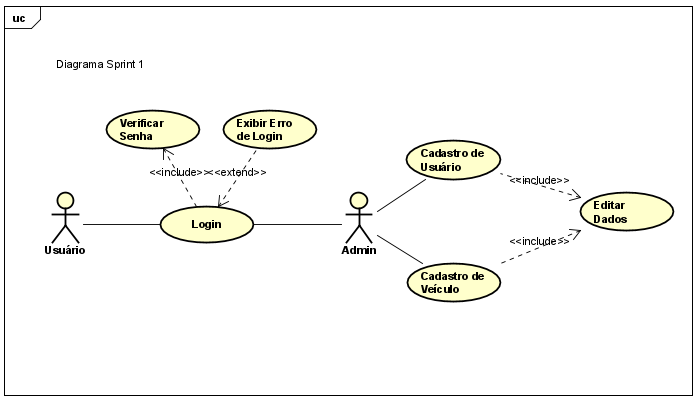 uc
Diagrama Sprint 1
Verificar
Senha
Exibir Erro
de Login
<<include>>
<<extend>>
Cadastro de
Usuário
<<include>>
Editar
Dados
Login
Usuário
Admin
<<include>>
Cadastro de
Veículo